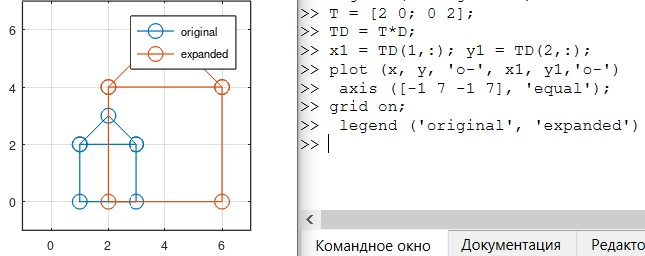 6
4
2
0
0
2
4
6
original
expanded
>> T = [2 0; 0 2];
>> TD = T*D;
>> x1 = TD(1,:); y1 = TD(2,:);
>> plot (x, y, 'o-', x1, y1,'o-')
>>  axis ([-1 7 -1 7], 'equal');
>> grid on;
>>  legend ('original', 'expanded')
>>
Командное окно
Документация
Редакто